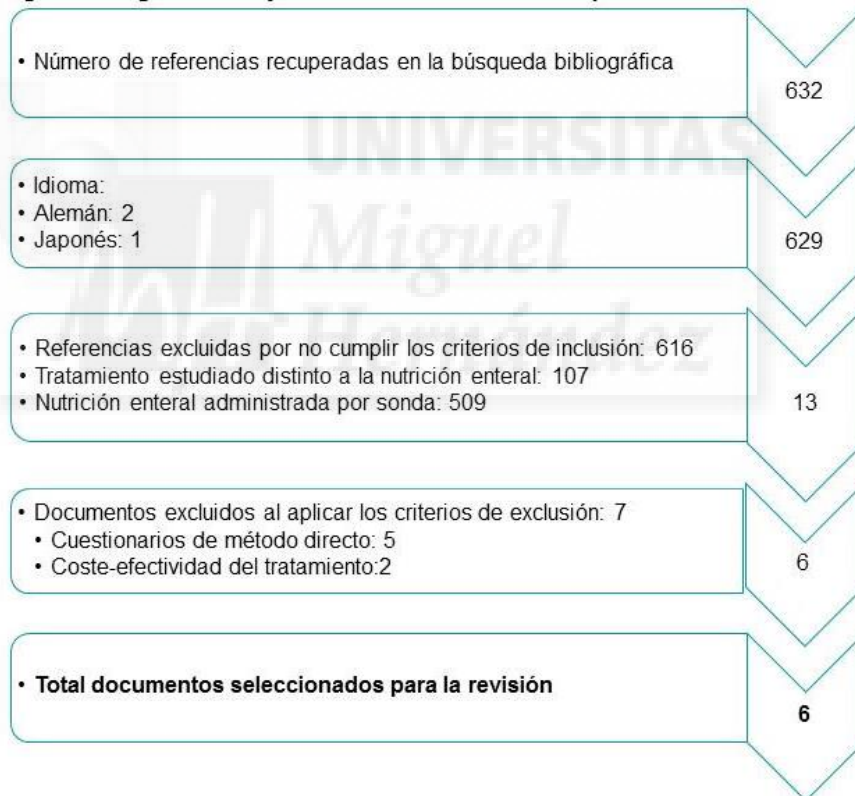 • Número de referencias recuperadas en la búsqueda bibliográfica
632
• Idioma:
• Alemán: 2
• Japonés: 1
629
• Referencias excluidas por no cumplir los criterios de inclusión: 616
• Tratamiento estudiado distinto a la nutrición enteral: 107
• Nutrición enteral administrada por sonda: 509
13
• Documentos excluidos al aplicar los criterios de exclusión: 7
• Cuestionarios de método directo: 5
• Coste-efectividad del tratamiento:2
6
• Total documentos seleccionados para la revisión
6
UNIVERSITAS
Miguel
Hernández